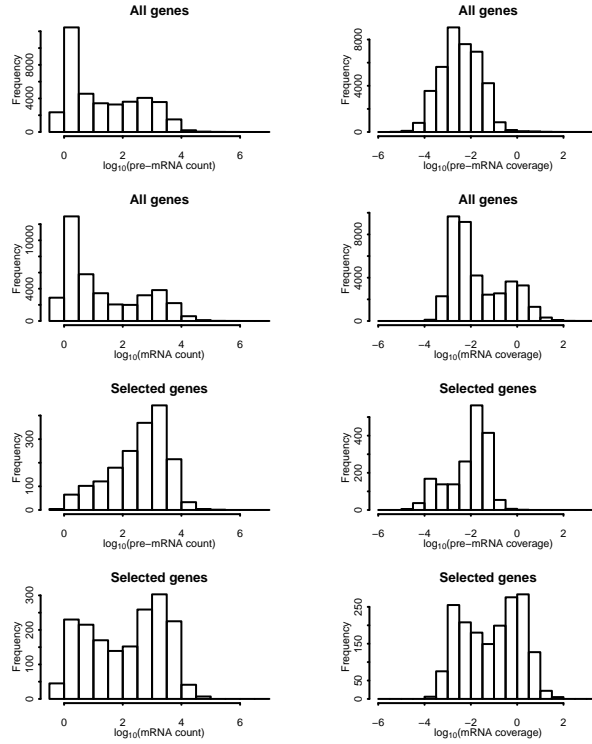 All genes
Frequency
0 4000 8000
0 2 4 6
log10(pre-mRNA count)
All genes
Frequency
0 4000 8000
−6 −4 −2 0 2
log10(pre-mRNA coverage)
All genes
Frequency
0 4000 10000
0 2 4 6
log10(mRNA count)
All genes
Frequency
0 4000 8000
−6 −4 −2 0 2
log10(mRNA coverage)
Selected genes
Frequency
0 100 300
0 2 4 6
log10(pre-mRNA count)
Selected genes
Frequency
0 200 400
−6 −4 −2 0 2
log10(pre-mRNA coverage)
Selected genes
Frequency
0 100 200 300
0 2 4 6
log10(mRNA count)
Selected genes
Frequency
0 50 150 250
−6 −4 −2 0 2
log10(mRNA coverage)